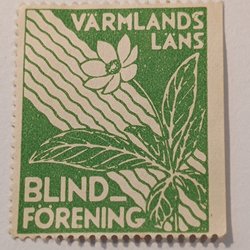 VÄRMLANDS
LÄNS
BLIND-
FÖRENING